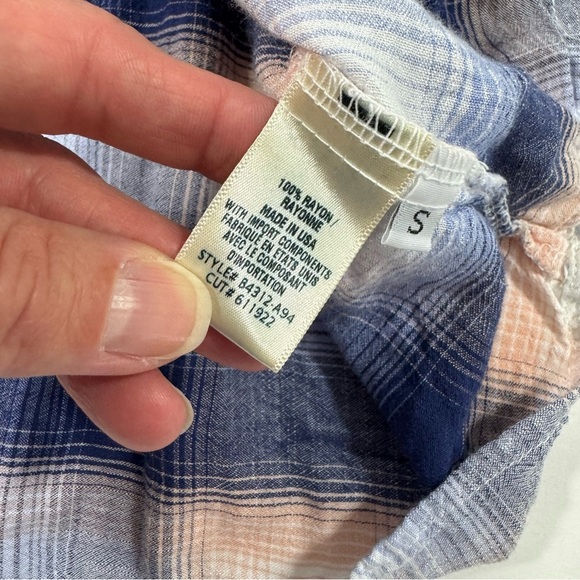 100% RAYON/
RAYONNE
MADE IN USA
WITH IMPORT COMPONENTS
FABRIQUE EN ETATS UNIS
AVEC LE COMPOSANT
D'IMPORTATION
STYLE# B4312-A94
CUT# 611922
S